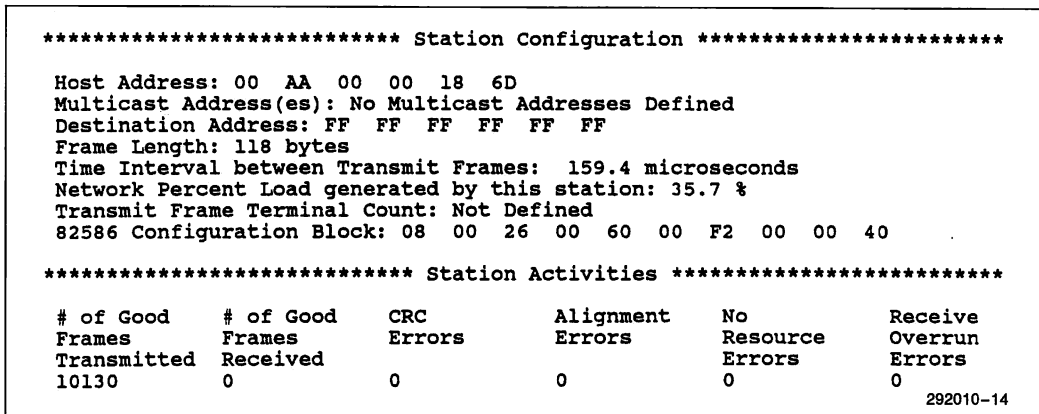 **************************** Station Configuration ************************
Host Address: 00 AA 00 00 18 6D
Multicast Address(es): No Multicast Addresses Defined
Destination Address: FF FF FF FF FF FF
Frame Length: 118 bytes
Time Interval between Transmit Frames: 159.4 microseconds
Network Percent Load generated by this station: 35.7 %
Transmit Frame Terminal Count: Not Defined
82586 Configuration Block: 08 00 26 00 60 00 F2 00 00 40
***************************** Station Activities **************************
# of Good # of Good CRC Alignment No Receive
Frames Frames Errors Errors Resource Overrun
Transmitted Received Errors Errors
10130 0 0 0 0 0
292010-14